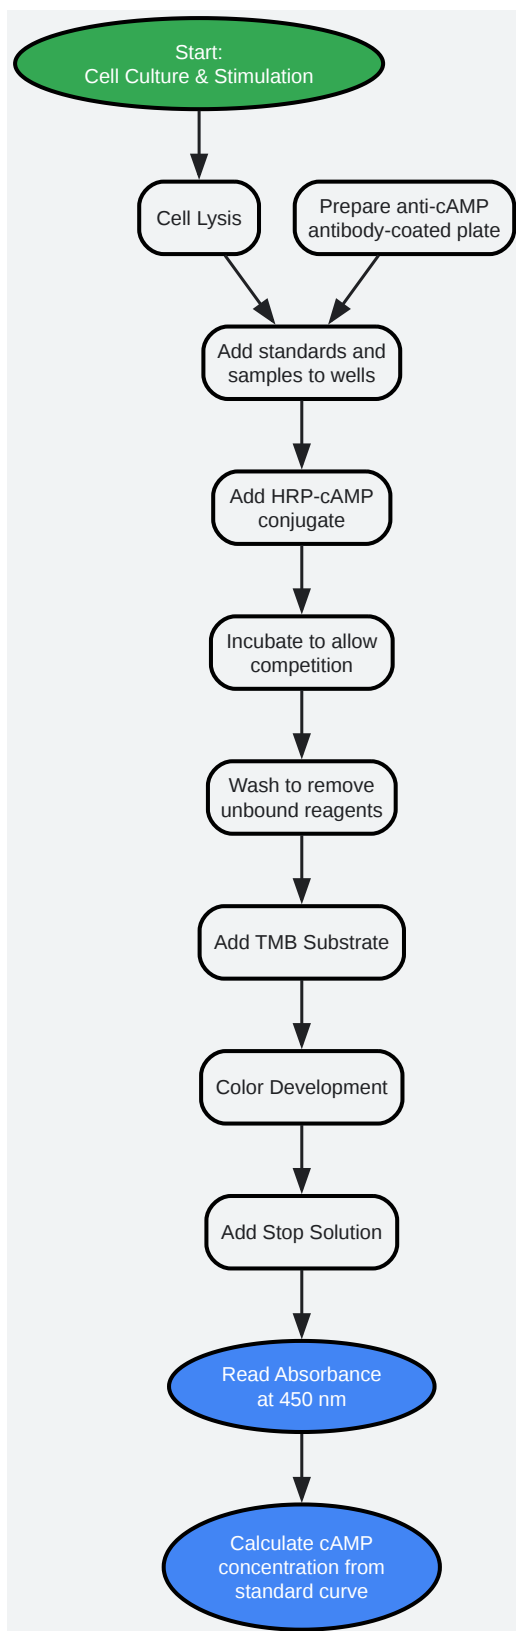 Start:
Cell Culture & Stimulation
Cell Lysis
Prepare anti-cAMP
antibody-coated plate
Add standards and
samples to wells
Add HRP-cAMP
conjugate
Incubate to allow
competition
Wash to remove
unbound reagents
Add TMB Substrate
Color Development
Add Stop Solution
Read Absorbance
at 450 nm
Calculate cAMP
concentration from
standard curve